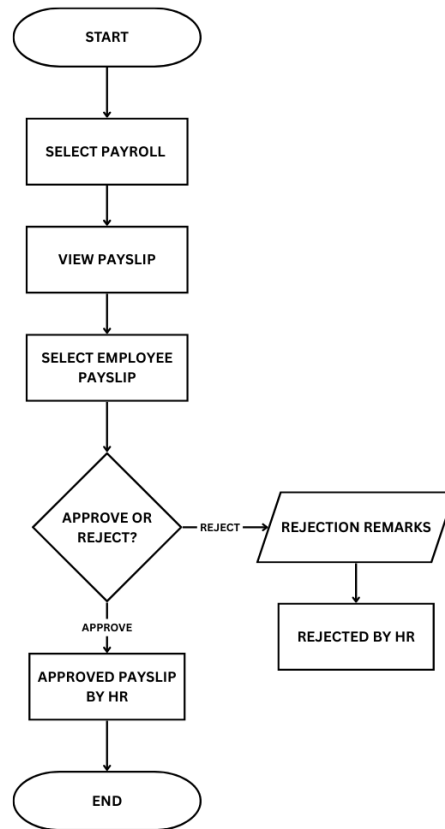 START
SELECT PAYROLL
VIEW PAYSLIP
SELECT EMPLOYEE
PAYSLIP
APPROVE OR
REJECT?
REJECT
REJECTION REMARKS
APPROVE
REJECTED BY HR
APPROVED PAYSLIP
BY HR
END